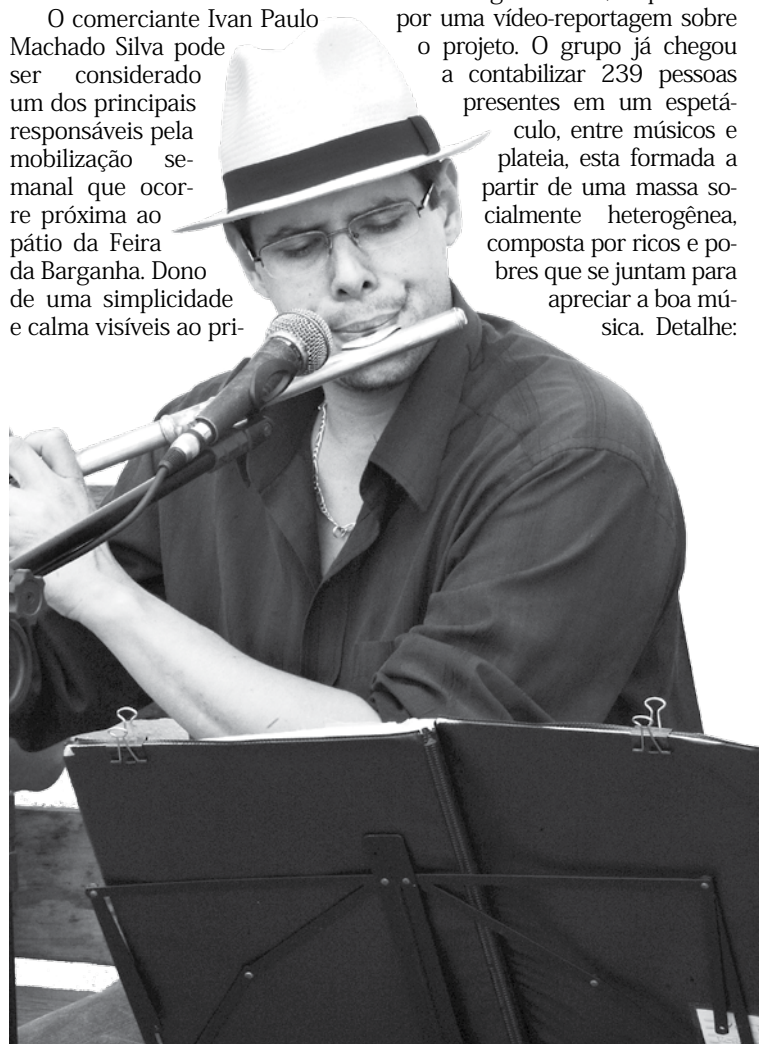 O comerciante Ivan Paulo
Machado Silva pode
ser considerado
um dos principais
responsáveis pela
mobilização se-
manal que ocor-
re próxima ao
pátio da Feira
da Barganha. Dono
de uma simplicidade
e calma visíveis ao pri-
por uma vídeo-reportagem sobre
o projeto. O grupo já chegou
a contabilizar 239 pessoas
presentes em um espetá-
culo, entre músicos e
plateia, esta formada a
partir de uma massa so-
cialmente heterogênea,
composta por ricos e po-
bres que se juntam para
apreciar a boa mú-
sica. Detalhe: